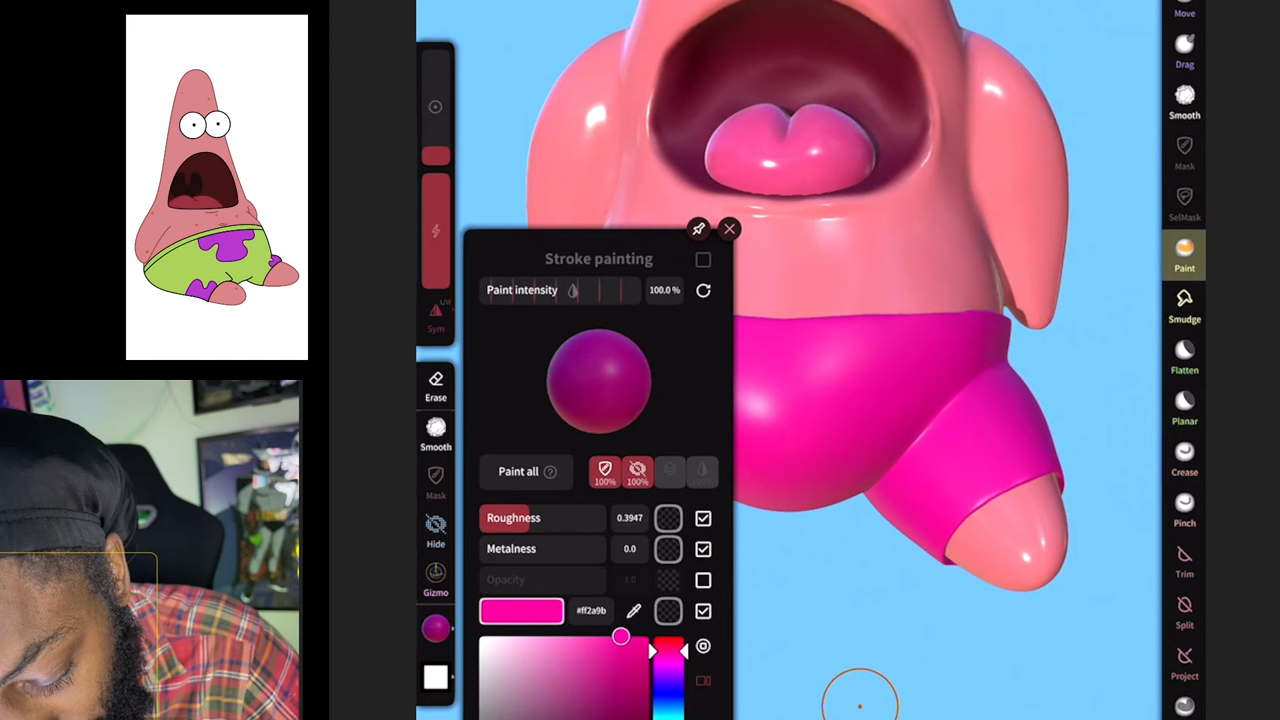 Move
Drag
Smooth
Mask
SelMask
Paint
Smudge
Flatten
Planar
Crease
Pinch
Trim
Split
Project
Sym
Erase
Smooth
Mask
Hide
Gizmo
Stroke painting
Paint intensity 100.0 %
Paint all ? 100% 100%
Roughness 0.3947
Metalness 0.0
Opacity 1.0
#ff2a9b